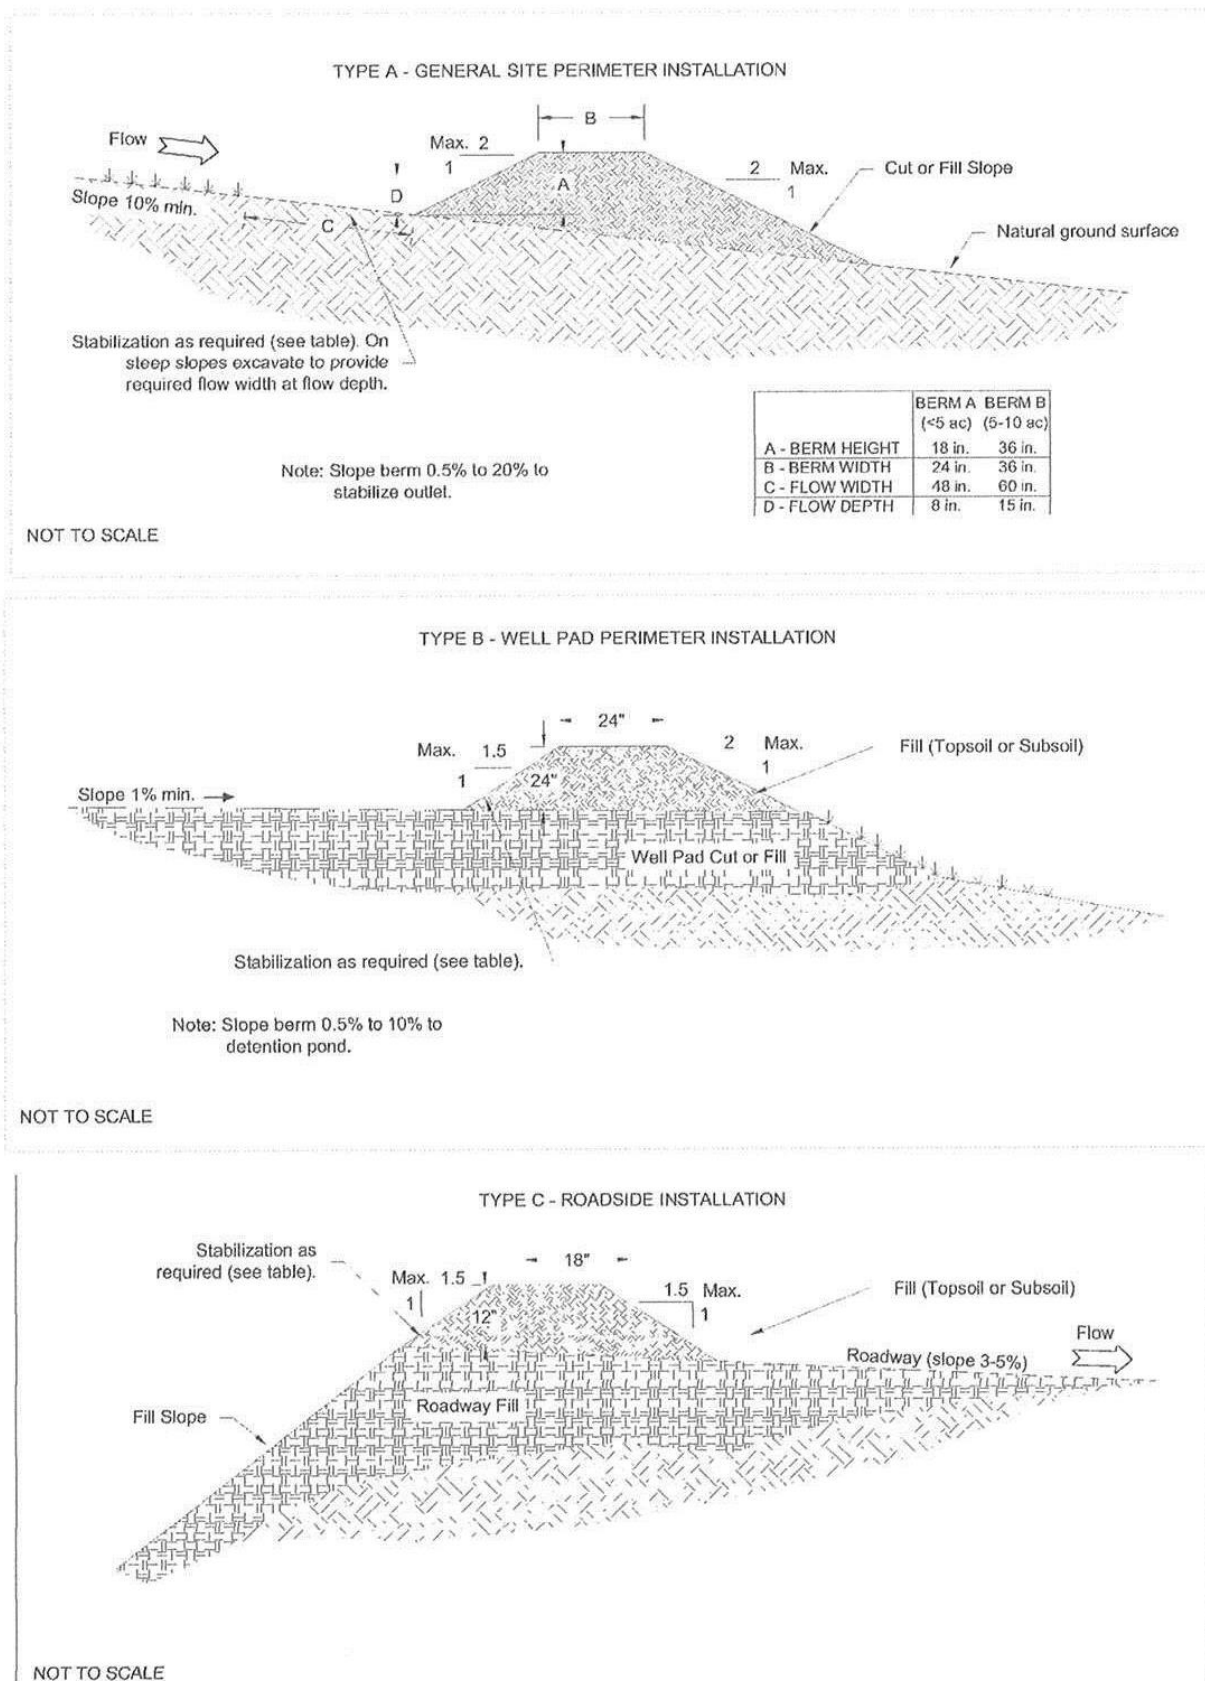 TYPE A - GENERAL SITE PERIMETER INSTALLATION
B
Flow
Max. 2
1
2 Max.
1
Cut or Fill Slope
A
D
Slope 10% min.
C
Natural ground surface
Stabilization as required (see table). On
steep slopes excavate to provide
required flow width at flow depth.
BERM A BERM B
(<5 ac) (5-10 ac)
A - BERM HEIGHT 18 in. 36 in.
B - BERM WIDTH 24 in. 36 in.
C - FLOW WIDTH 48 in. 60 in.
D - FLOW DEPTH 8 in. 15 in.
Note: Slope berm 0.5% to 20% to
stabilize outlet.
NOT TO SCALE
TYPE B - WELL PAD PERIMETER INSTALLATION
24"
Max. 1.5
1
2 Max.
1
Fill (Topsoil or Subsoil)
24"
Slope 1% min.
Well Pad Cut or Fill
Stabilization as required (see table).
Note: Slope berm 0.5% to 10% to
detention pond.
NOT TO SCALE
TYPE C - ROADSIDE INSTALLATION
Stabilization as
required (see table).
18"
Max. 1.5
1
1.5 Max.
1
Fill (Topsoil or Subsoil)
12"
Flow
Roadway (slope 3-5%)
Roadway Fill
Fill Slope
NOT TO SCALE